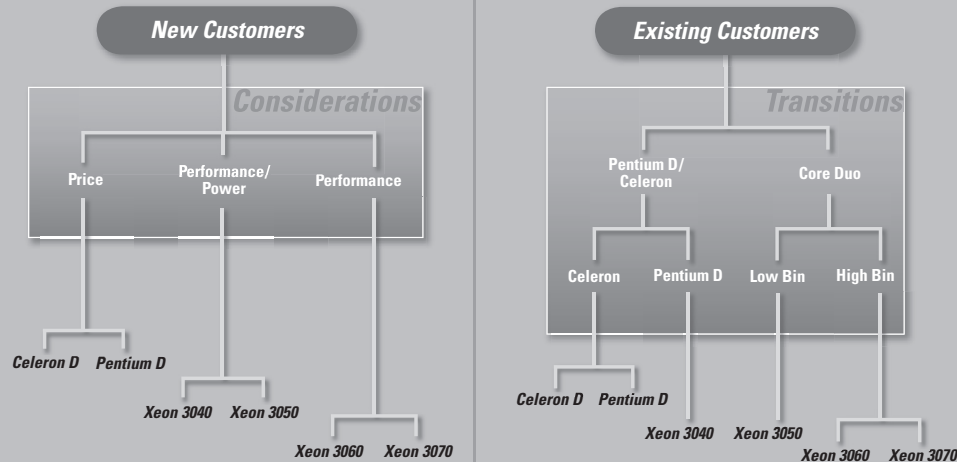 New Customers
Considerations
Price
Performance/
Power
Performance
Celeron D Pentium D
Xeon 3040 Xeon 3050
Xeon 3060 Xeon 3070
Existing Customers
Transitions
Pentium D/
Celeron
Core Duo
Celeron Pentium D Low Bin High Bin
Celeron D Pentium D
Xeon 3040 Xeon 3050
Xeon 3060 Xeon 3070